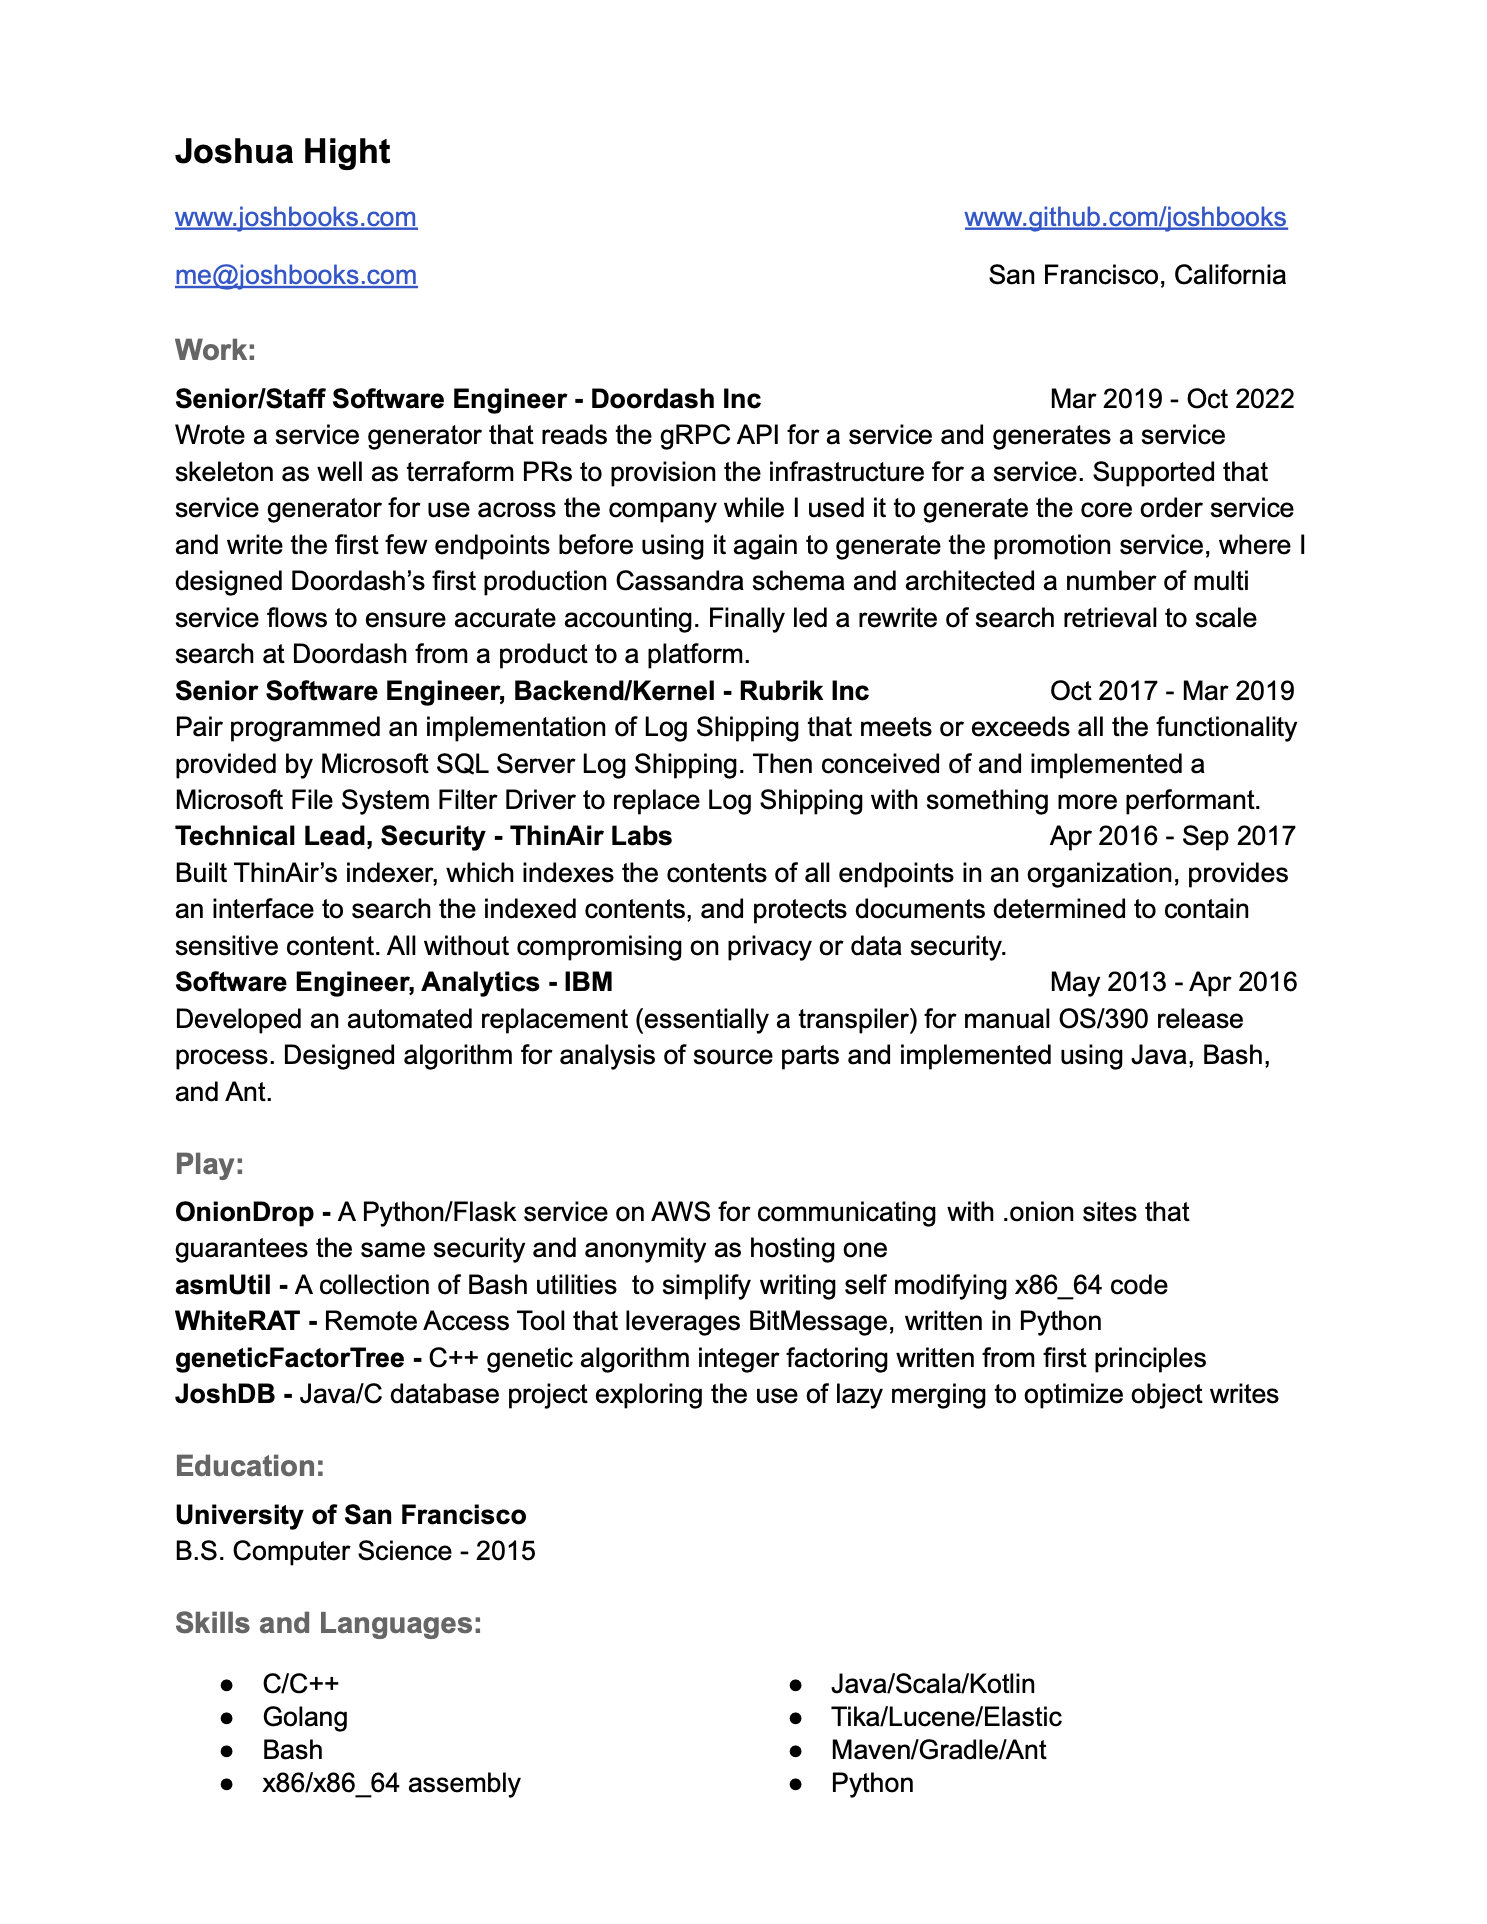 Joshua Hight
www.joshbooks.com www.github.com/joshbooks
me@joshbooks.com San Francisco, California
Work:
Senior/Staff Software Engineer - Doordash Inc Mar 2019 - Oct 2022
Wrote a service generator that reads the gRPC API for a service and generates a service
skeleton as well as terraform PRs to provision the infrastructure for a service. Supported that
service generator for use across the company while I used it to generate the core order service
and write the first few endpoints before using it again to generate the promotion service, where I
designed Doordash’s first production Cassandra schema and architected a number of multi
service flows to ensure accurate accounting. Finally led a rewrite of search retrieval to scale
search at Doordash from a product to a platform.
Senior Software Engineer, Backend/Kernel - Rubrik Inc Oct 2017 - Mar 2019
Pair programmed an implementation of Log Shipping that meets or exceeds all the functionality
provided by Microsoft SQL Server Log Shipping. Then conceived of and implemented a
Microsoft File System Filter Driver to replace Log Shipping with something more performant.
Technical Lead, Security - ThinAir Labs Apr 2016 - Sep 2017
Built ThinAir’s indexer, which indexes the contents of all endpoints in an organization, provides
an interface to search the indexed contents, and protects documents determined to contain
sensitive content. All without compromising on privacy or data security.
Software Engineer, Analytics - IBM May 2013 - Apr 2016
Developed an automated replacement (essentially a transpiler) for manual OS/390 release
process. Designed algorithm for analysis of source parts and implemented using Java, Bash,
and Ant.
Play:
OnionDrop - A Python/Flask service on AWS for communicating with .onion sites that
guarantees the same security and anonymity as hosting one
asmUtil - A collection of Bash utilities  to simplify writing self modifying x86_64 code
WhiteRAT - Remote Access Tool that leverages BitMessage, written in Python
geneticFactorTree - C++ genetic algorithm integer factoring written from first principles
JoshDB - Java/C database project exploring the use of lazy merging to optimize object writes
Education:
University of San Francisco
B.S. Computer Science - 2015
Skills and Languages:
● C/C++
● Golang
● Bash
● x86/x86_64 assembly
● Java/Scala/Kotlin
● Tika/Lucene/Elastic
● Maven/Gradle/Ant
● Python